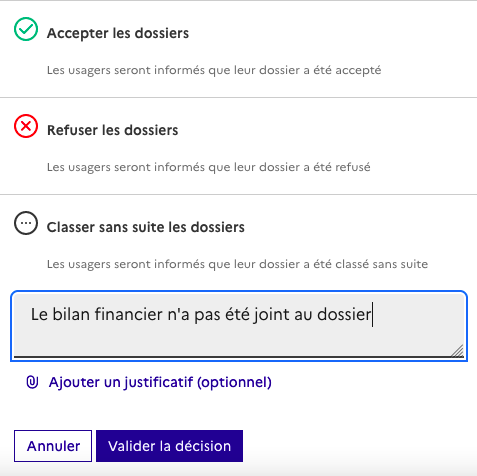 Accepter les dossiers
Les usagers seront informés que leur dossier a été accepté
Refuser les dossiers
Les usagers seront informés que leur dossier a été refusé
Classer sans suite les dossiers
Les usagers seront informés que leur dossier a été classé sans suite
Le bilan financier n'a pas été joint au dossier
Ajouter un justificatif (optionnel)
Annuler Valider la décision